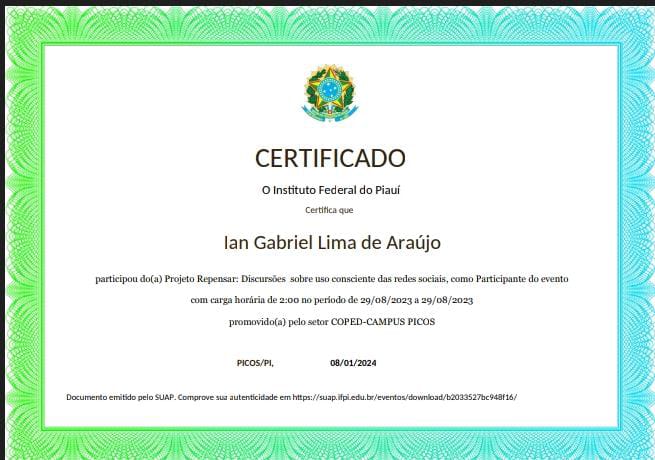 CERTIFICADO
O Instituto Federal do Piauí
Certifica que
Ian Gabriel Lima de Araújo
participou do(a) Projeto Repensar: Discursões sobre uso consciente das redes sociais, como Participante do evento
com carga horária de 2:00 no período de 29/08/2023 a 29/08/2023
promovido(a) pelo setor COPED-CAMPUS PICOS
PICOS/PI, 08/01/2024
Documento emitido pelo SUAP. Comprove sua autenticidade em https://suap.ifpi.edu.br/eventos/download/b2033527bc948f16/